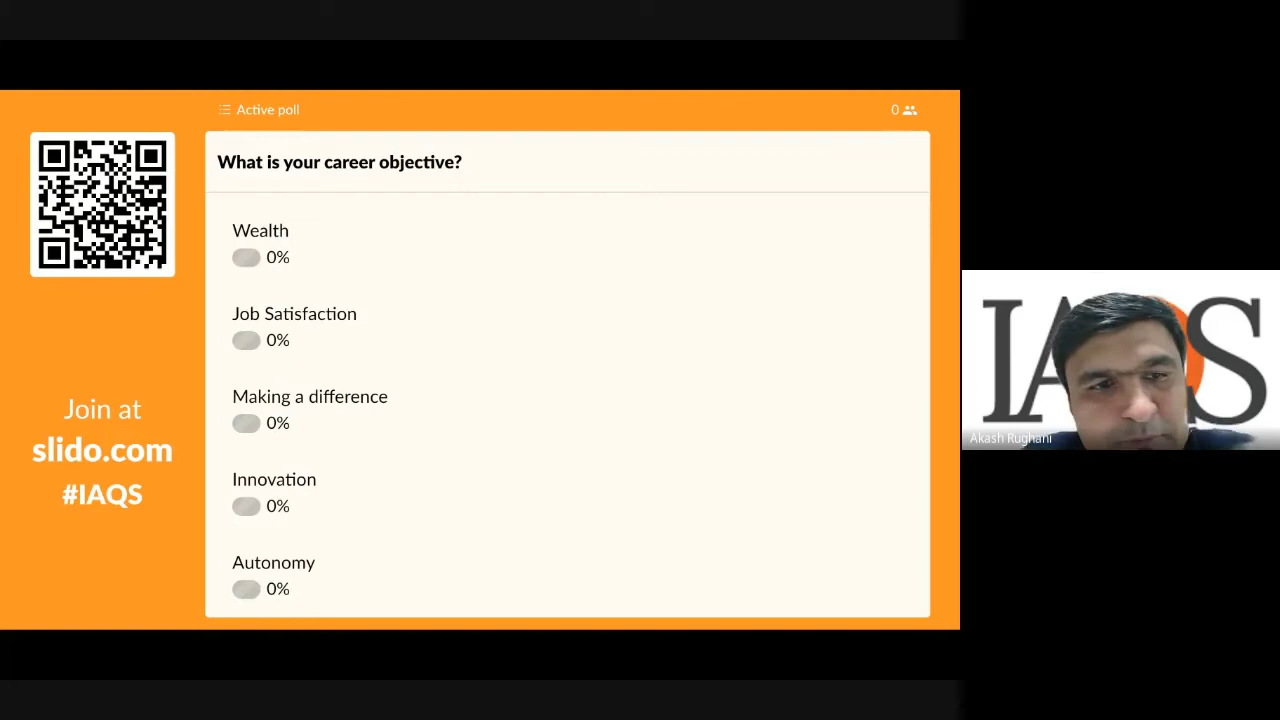 Active poll
0
What is your career objective?
Wealth
0%
Job Satisfaction
0%
Making a difference
0%
Innovation
0%
Autonomy
0%
Join at
slido.com
#IAQS
IAQS
Akash Rughani